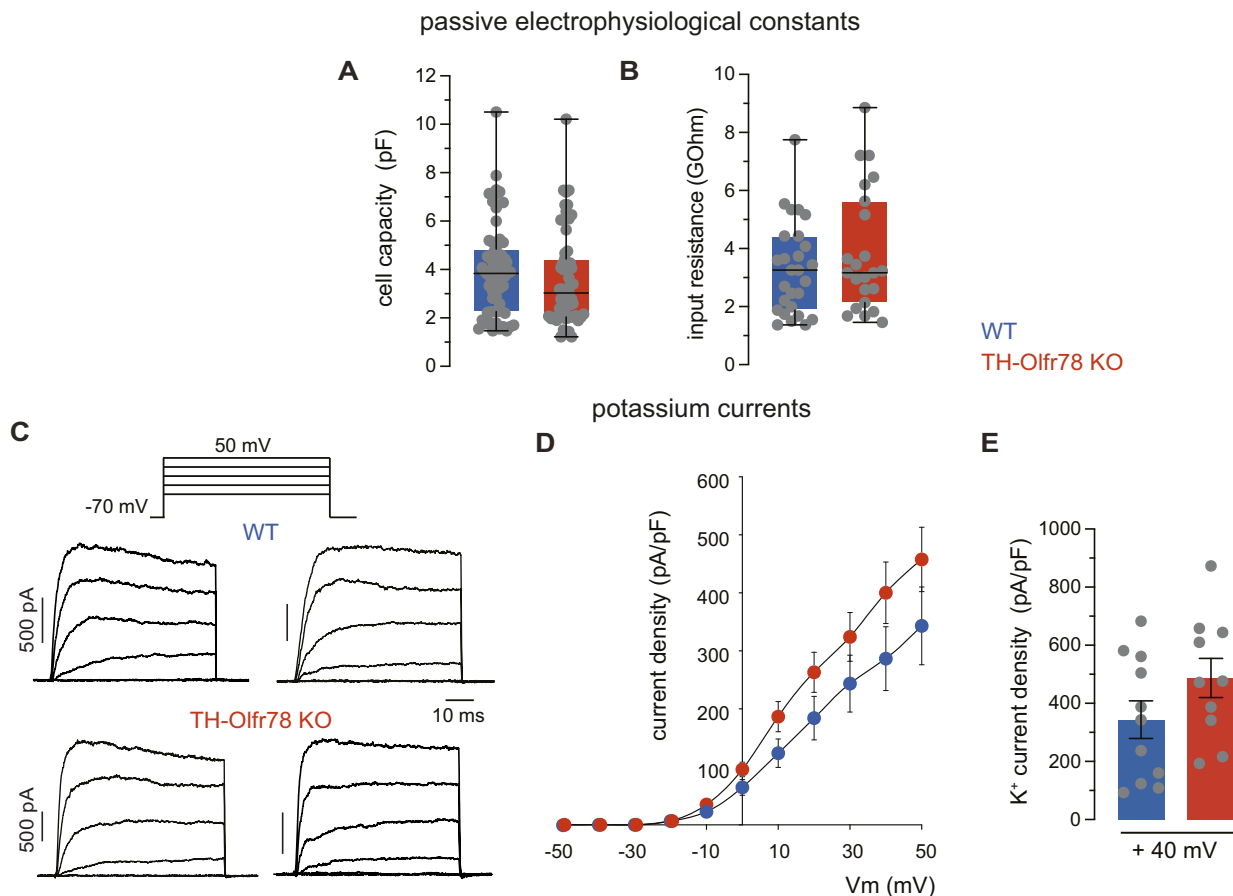 passive electrophysiological constants
A
B
cell capacity (pF)
12
10
8
6
4
2
0
input resistance (GOhm)
10
8
6
4
2
0
WT
TH-Olfr78 KO
potassium currents
C
50 mV
-70 mV
WT
500 pA
10 ms
TH-Olfr78 KO
500 pA
D
current density (pA/pF)
600
500
400
300
200
100
-50
-30
-10
10
30
50
Vm (mV)
E
K⁺ current density (pA/pF)
1000
800
600
400
200
0
+ 40 mV